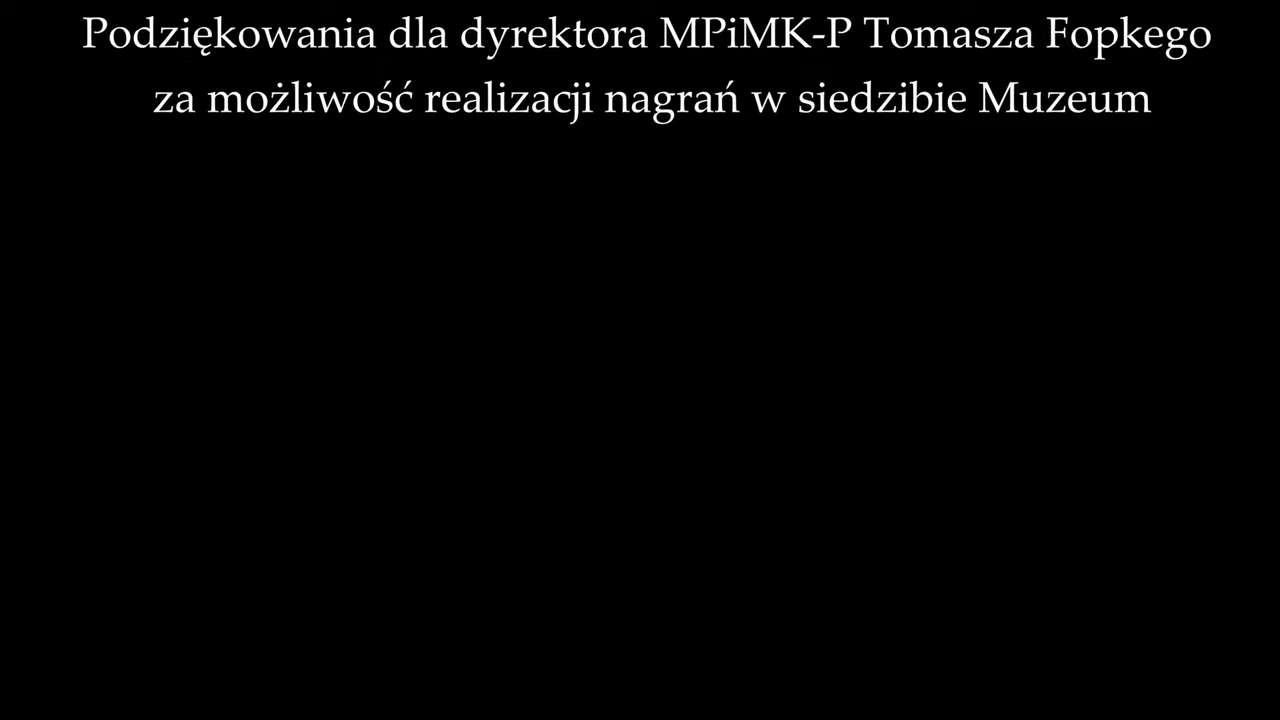 Podziękowania dla dyrektora MPiMK-P Tomasza Fopkego
za możliwość realizacji nagrań w siedzibie Muzeum